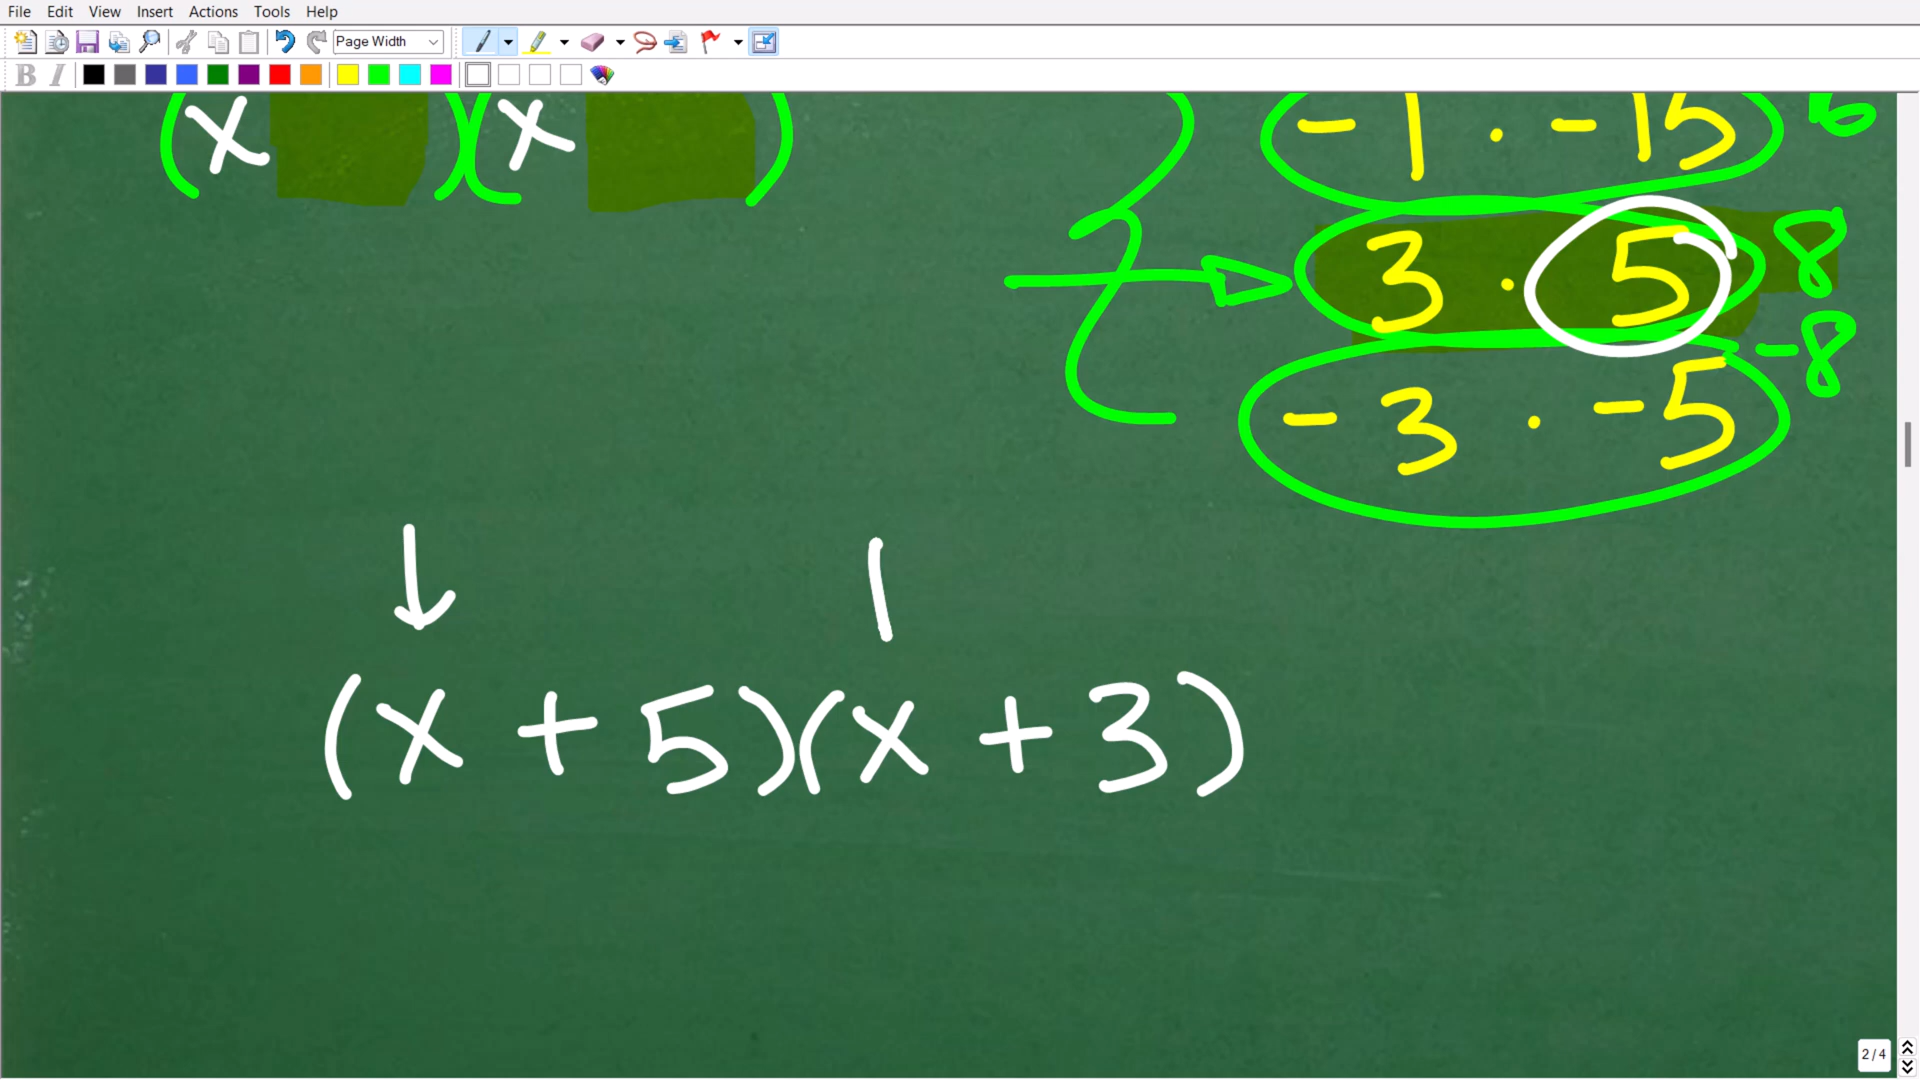 File Edit View Insert Actions Tools Help
Page Width
B I
(x )(x )
-1 · -15
3 · 5 8
-3 · -5 -8
(x + 5)(x + 3)
2 / 4